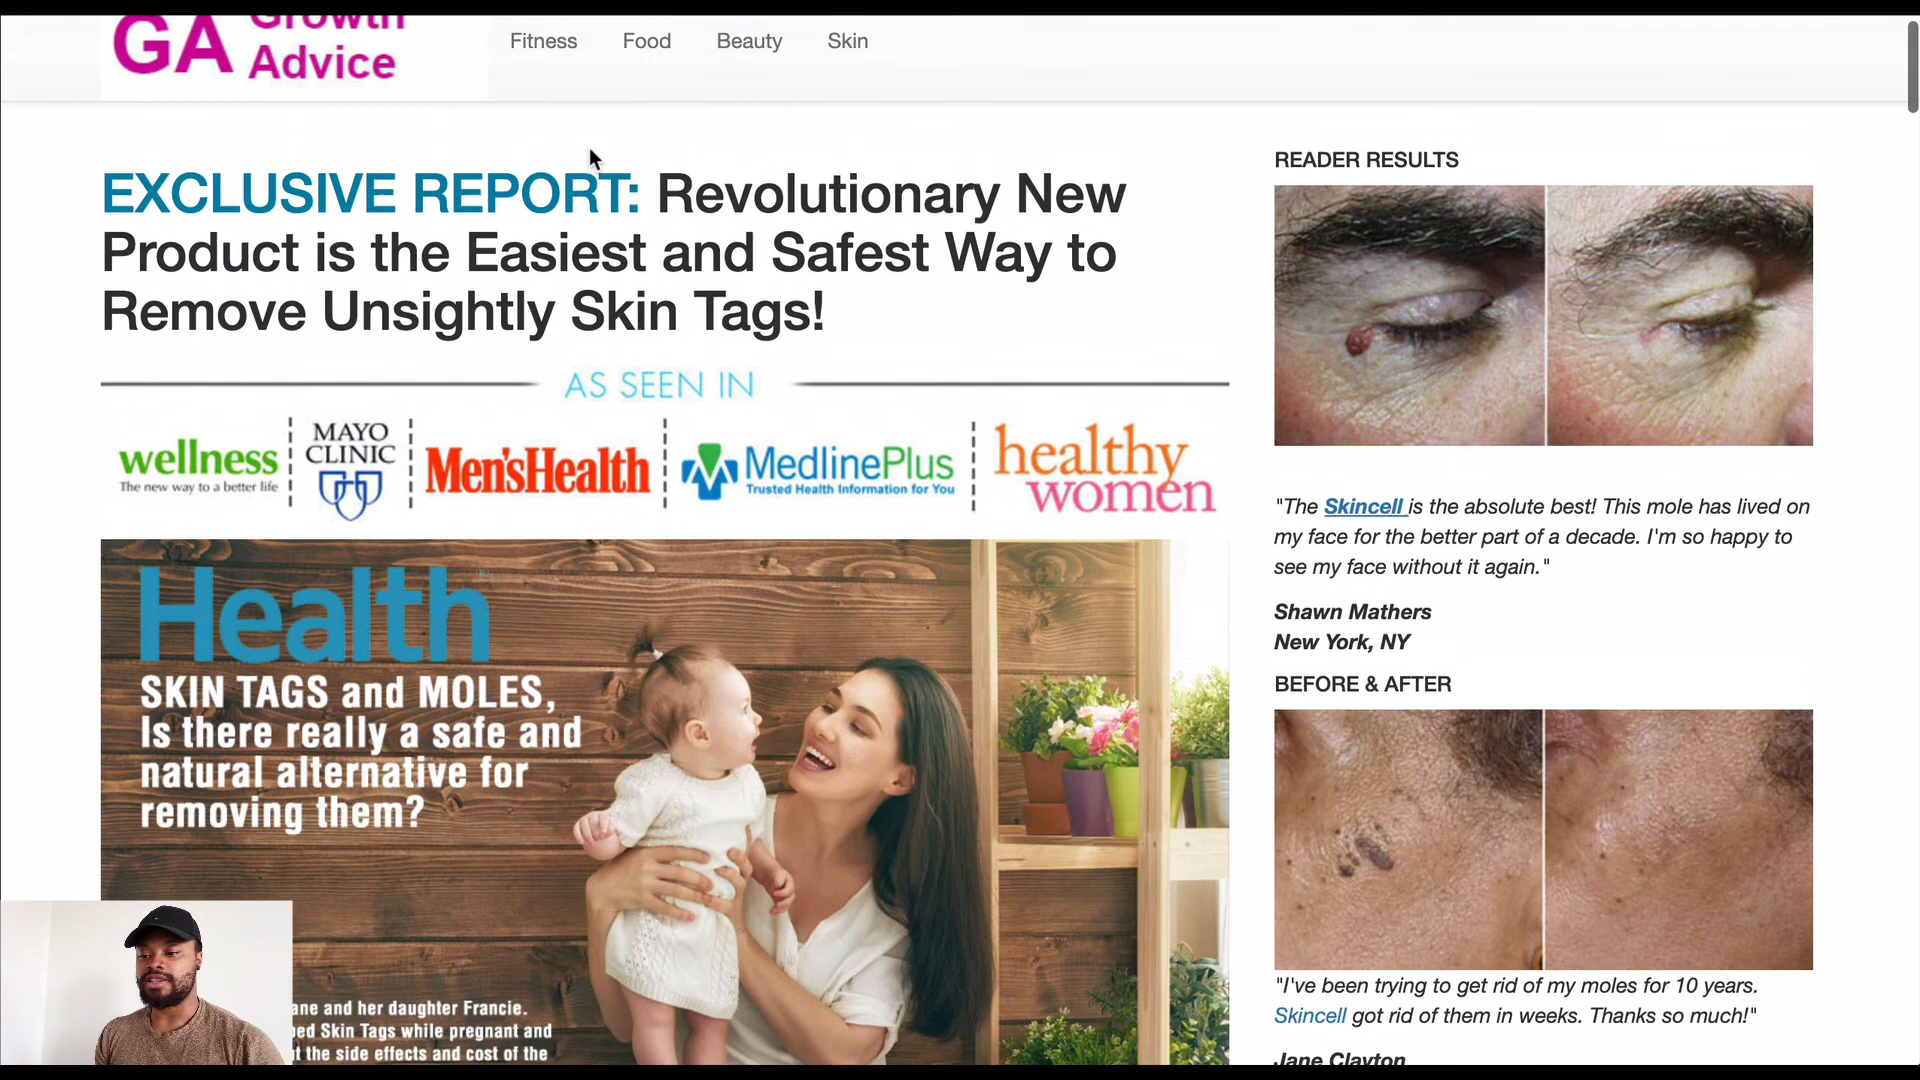 GA Growth
Advice
Fitness
Food
Beauty
Skin
EXCLUSIVE REPORT: Revolutionary New
Product is the Easiest and Safest Way to
Remove Unsightly Skin Tags!
AS SEEN IN
wellness
The new way to a better life
MAYO
CLINIC
Men'sHealth
MedlinePlus
Trusted Health Information for You
healthy
women
Health
SKIN TAGS and MOLES,
Is there really a safe and
natural alternative for
removing them?
ane and her daughter Francie.
ed Skin Tags while pregnant and
t the side effects and cost of the
READER RESULTS
"The Skincell is the absolute best! This mole has lived on
my face for the better part of a decade. I'm so happy to
see my face without it again."
Shawn Mathers
New York, NY
BEFORE & AFTER
"I've been trying to get rid of my moles for 10 years.
Skincell got rid of them in weeks. Thanks so much!"
Jane Clayton